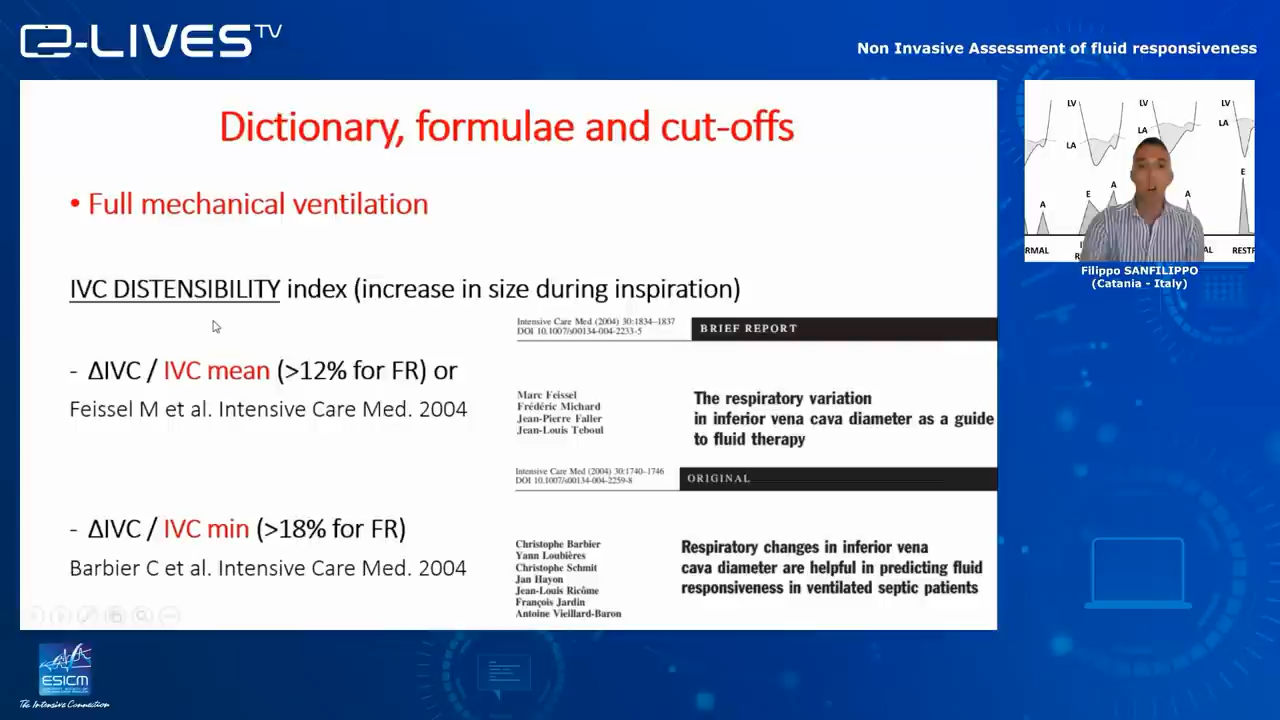 e-LIVES TV
Non Invasive Assessment of fluid responsiveness
Dictionary, formulae and cut-offs
• Full mechanical ventilation
IVC DISTENSIBILITY index (increase in size during inspiration)
- ΔIVC / IVC mean (>12% for FR) or
Feissel M et al. Intensive Care Med. 2004
- ΔIVC / IVC min (>18% for FR)
Barbier C et al. Intensive Care Med. 2004
Intensive Care Med (2004) 30:1834–1837
DOI 10.1007/s00134-004-2233-5
BRIEF REPORT
Marc Feissel
Frédéric Michard
Jean-Pierre Faller
Jean-Louis Teboul
The respiratory variation
in inferior vena cava diameter as a guide
to fluid therapy
Intensive Care Med (2004) 30:1740–1746
DOI 10.1007/s00134-004-2259-8
ORIGINAL
Christophe Barbier
Yann Loubières
Christophe Schmit
Jan Hayon
Jean-Louis Ricôme
François Jardin
Antoine Vieillard-Baron
Respiratory changes in inferior vena
cava diameter are helpful in predicting fluid
responsiveness in ventilated septic patients
LV LV LV
LA LA LA
A E A A E
RMAL AL RESTR
Filippo SANFILIPPO
(Catania - Italy)
ESICM
The Intensive Connection